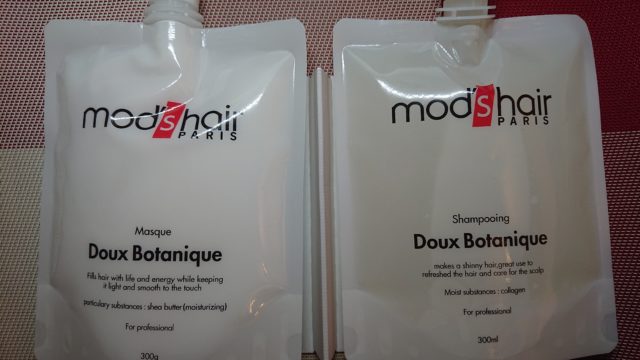 mod's hair
PARIS
Masque
Doux Botanique
Fills hair with life and energy while keeping
it light and smooth to the touch
particulary substances : shea butter(moisturizing)
For professional
300g
mod's hair
PARIS
Shampooing
Doux Botanique
makes a shinny hair,great use to
refreshed the hair and care for the scalp
Moist substances : collagen
For professional
300ml